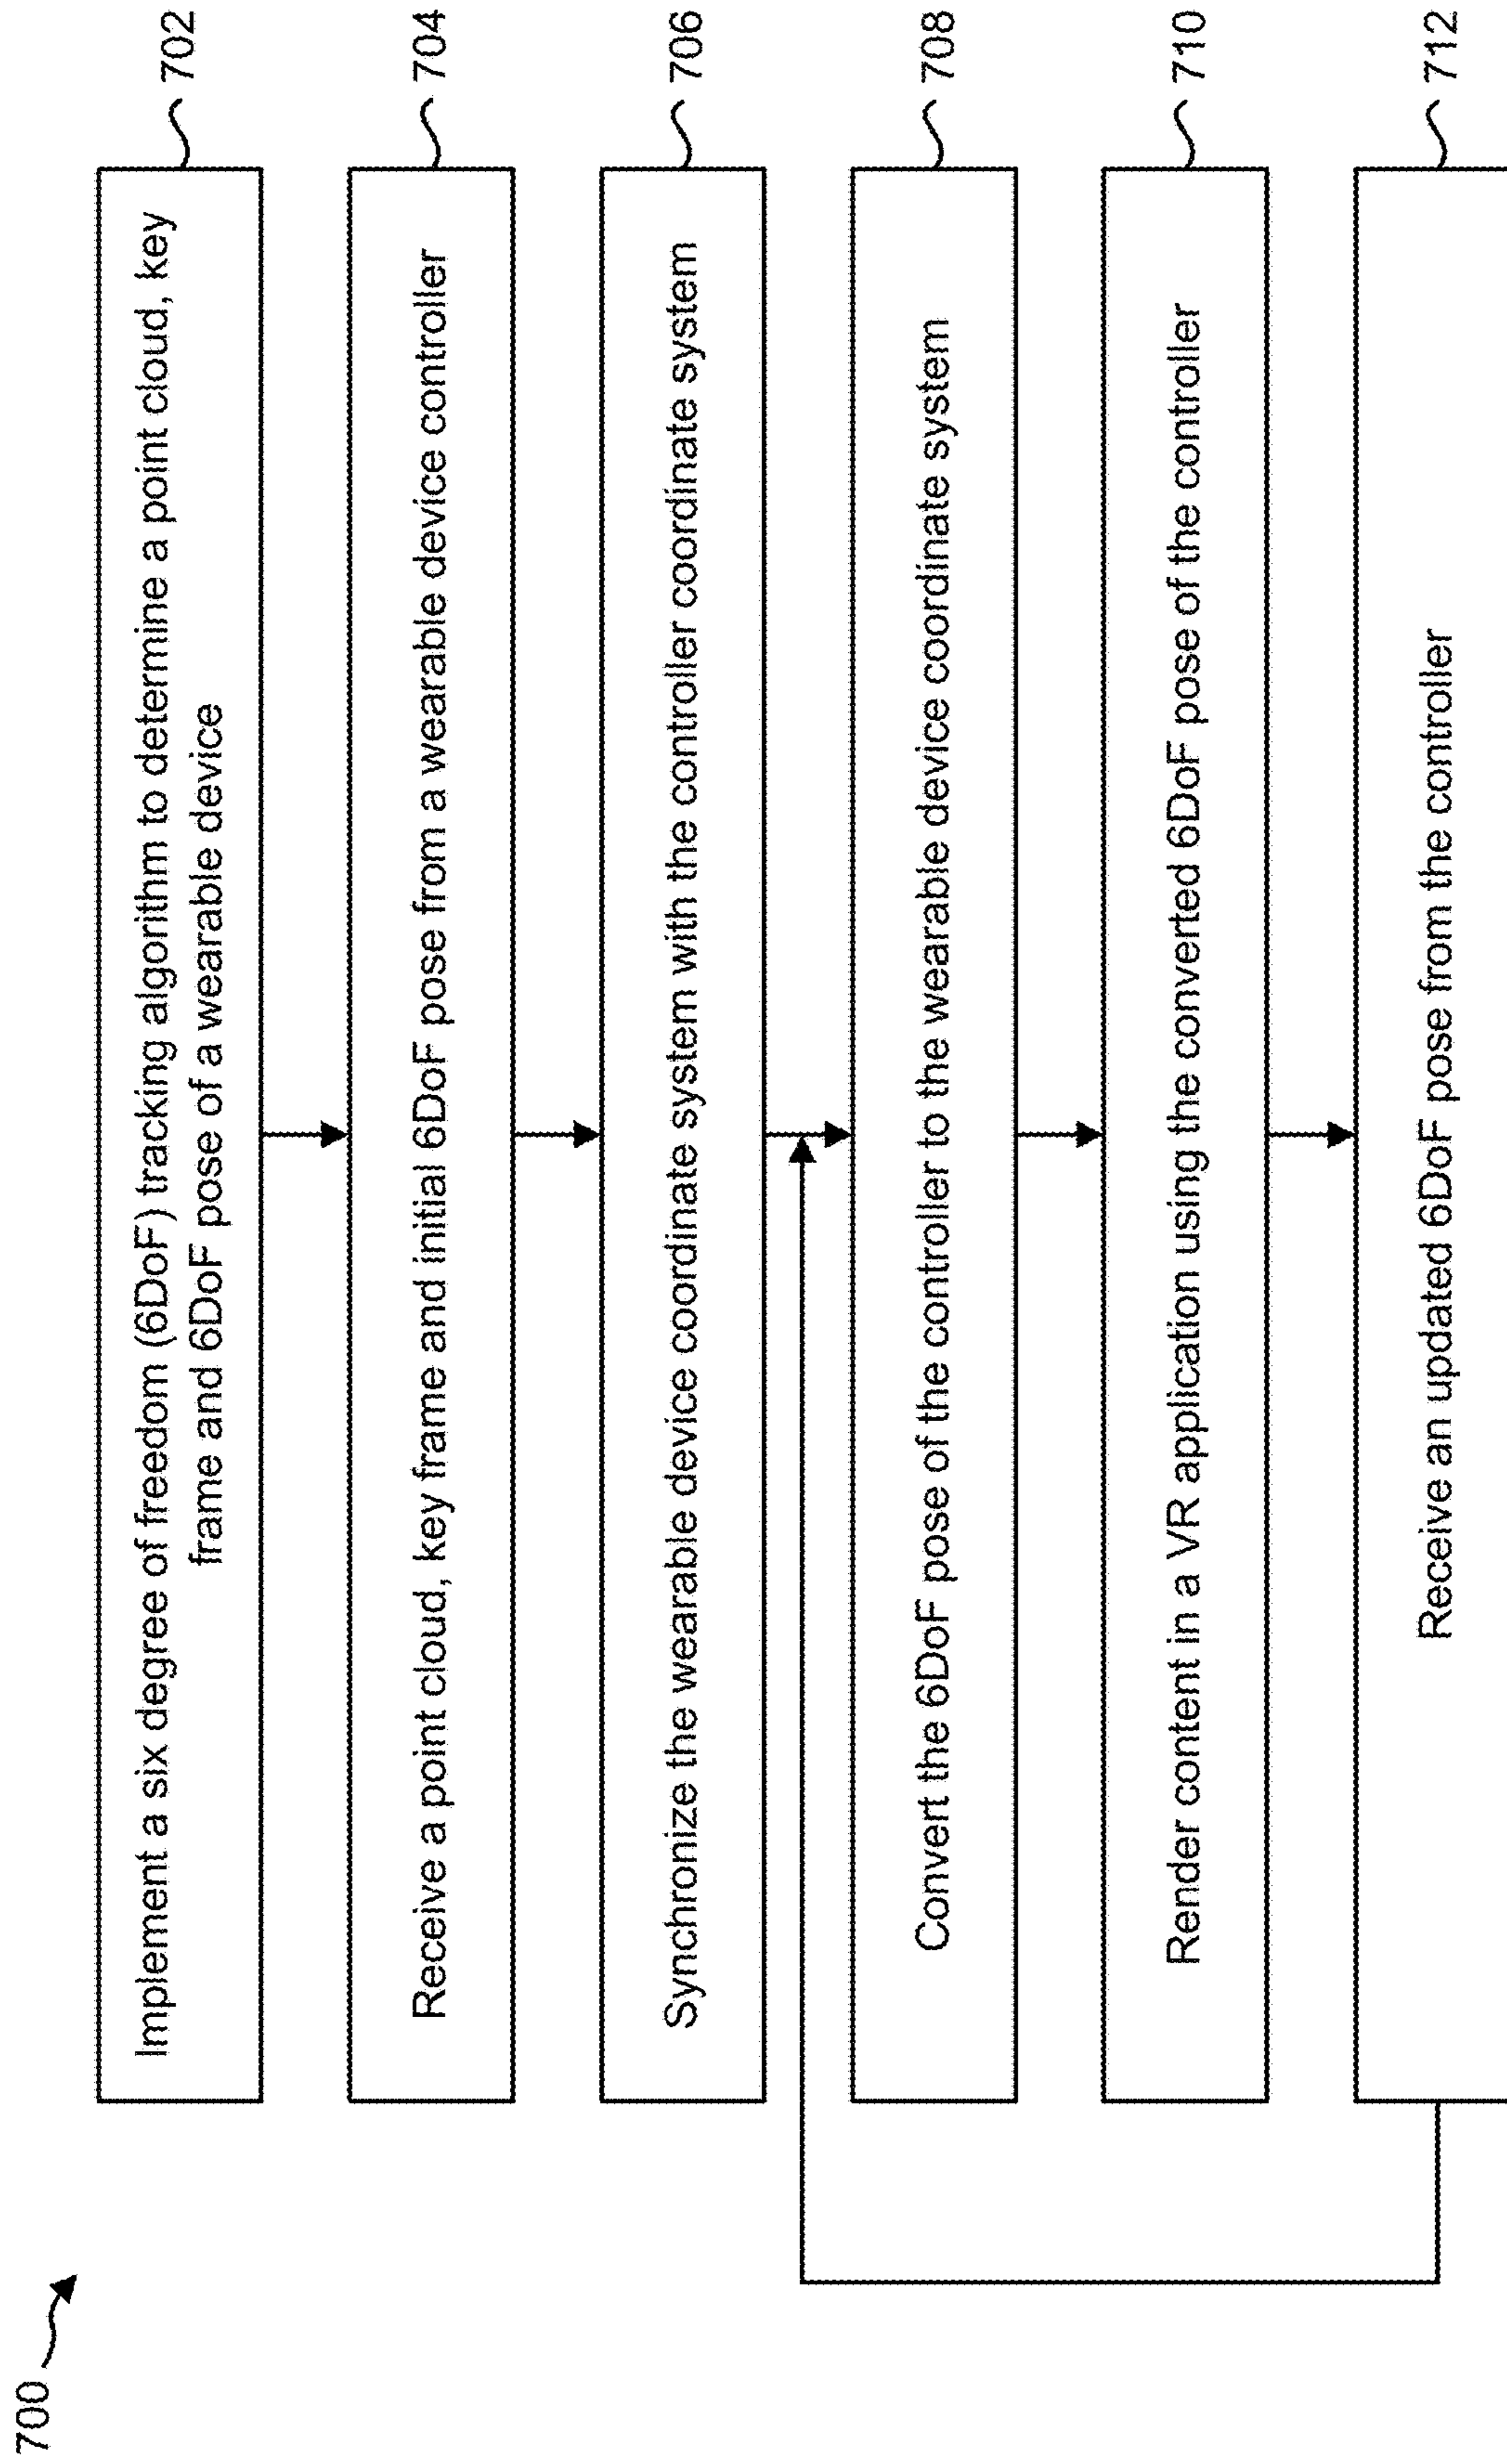 700
Implement a six degree of freedom (6DoF) tracking algorithm to determine a point cloud, key
frame and 6DoF pose of a wearable device
702
Receive a point cloud, key frame and initial 6DoF pose from a wearable device controller
704
Synchronize the wearable device coordinate system with the controller coordinate system
706
Convert the 6DoF pose of the controller to the wearable device coordinate system
708
Render content in a VR application using the converted 6DoF pose of the controller
710
Receive an updated 6DoF pose from the controller
712